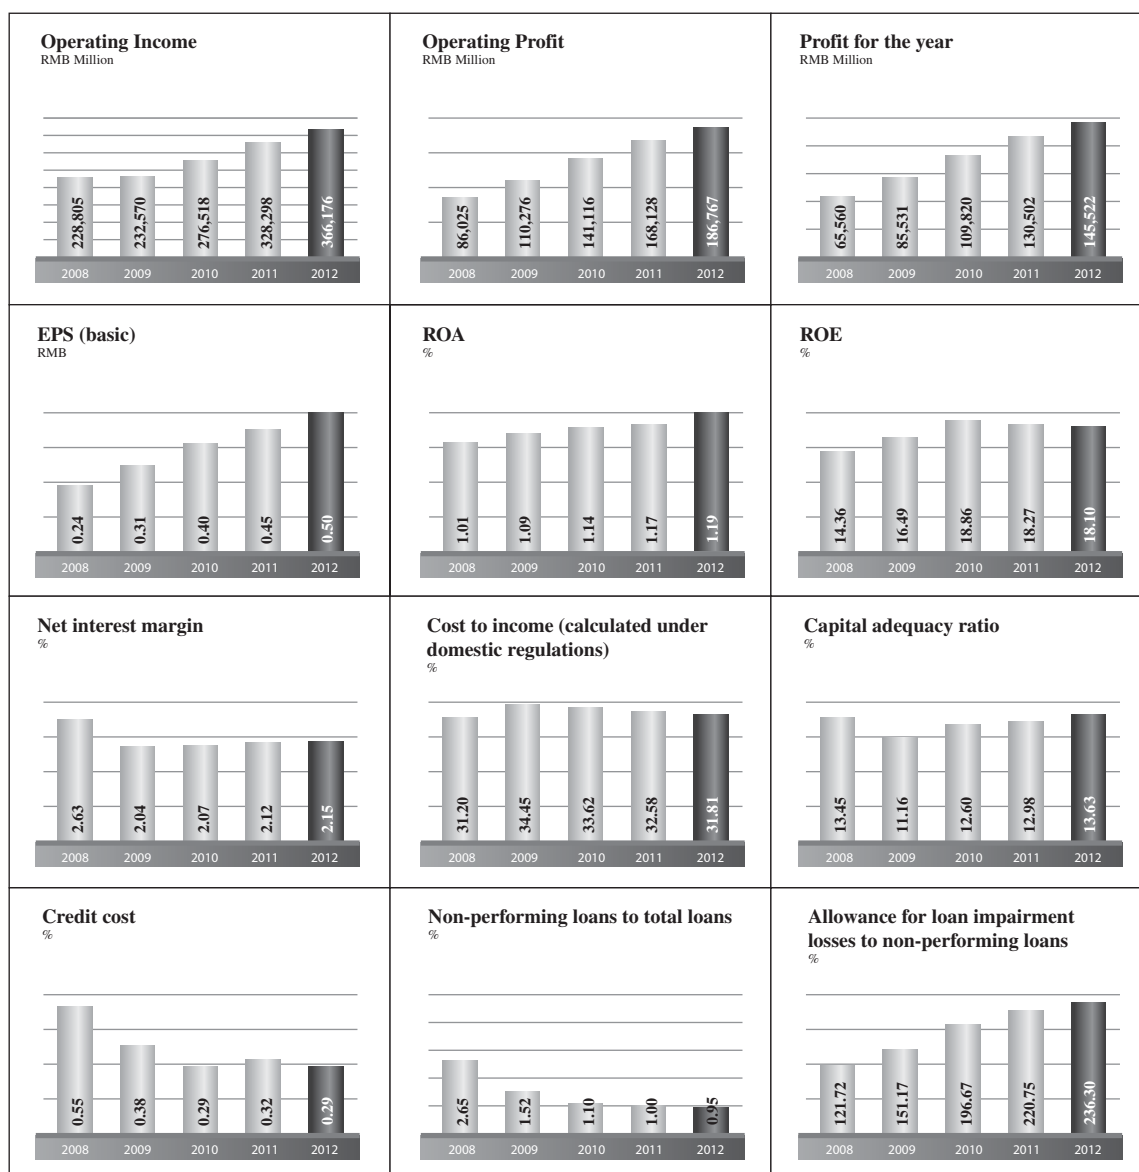 Operating Income
RMB Million
228,805
232,570
276,518
328,298
366,176
2008 2009 2010 2011 2012
Operating Profit
RMB Million
86,025
110,276
141,116
168,128
186,767
2008 2009 2010 2011 2012
Profit for the year
RMB Million
65,560
85,531
109,820
130,502
145,522
2008 2009 2010 2011 2012
EPS (basic)
RMB
0.24
0.31
0.40
0.45
0.50
2008 2009 2010 2011 2012
ROA
%
1.01
1.09
1.14
1.17
1.19
2008 2009 2010 2011 2012
ROE
%
14.36
16.49
18.86
18.27
18.10
2008 2009 2010 2011 2012
Net interest margin
%
2.63
2.04
2.07
2.12
2.15
2008 2009 2010 2011 2012
Cost to income (calculated under
domestic regulations)
%
31.20
34.45
33.62
32.58
31.81
2008 2009 2010 2011 2012
Capital adequacy ratio
%
13.45
11.16
12.60
12.98
13.63
2008 2009 2010 2011 2012
Credit cost
%
0.55
0.38
0.29
0.32
0.29
2008 2009 2010 2011 2012
Non-performing loans to total loans
%
2.65
1.52
1.10
1.00
0.95
2008 2009 2010 2011 2012
Allowance for loan impairment
losses to non-performing loans
%
121.72
151.17
196.67
220.75
236.30
2008 2009 2010 2011 2012